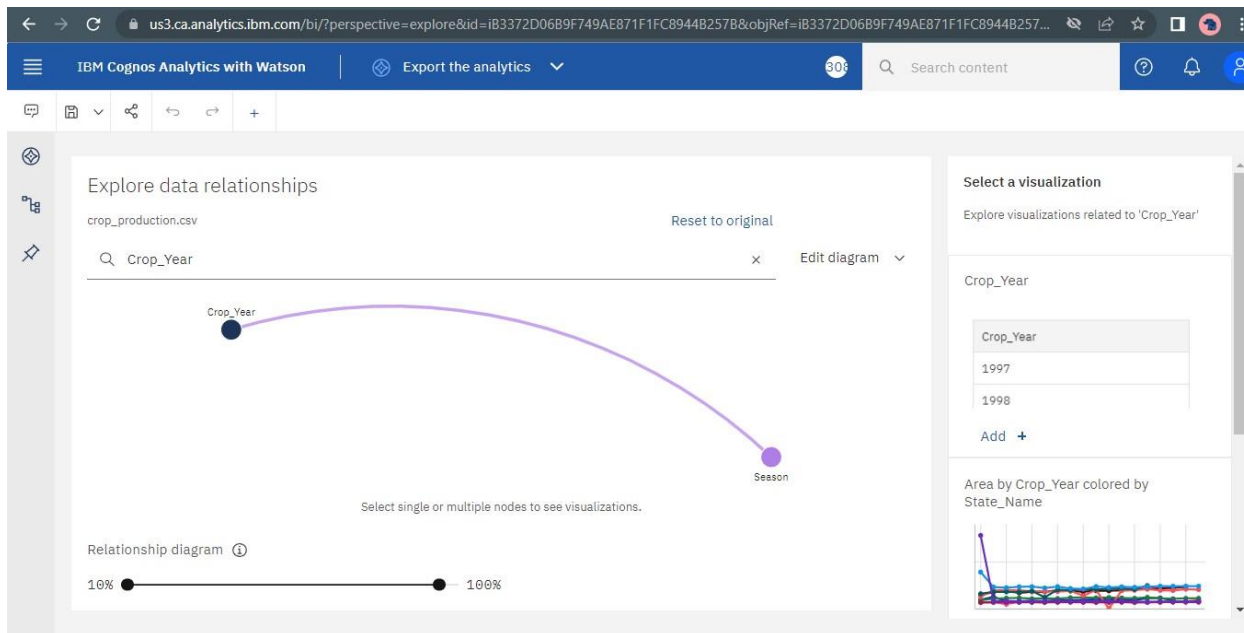 us3.ca.analytics.ibm.com/bi/?perspective=explore&id=iB3372D06B9F749AE871F1FC8944B257B&objRef=iB3372D06B9F749AE871F1FC8944B257...
IBM Cognos Analytics with Watson
Export the analytics
308
Search content
Explore data relationships
crop_production.csv
Reset to original
Crop_Year
Edit diagram
Crop_Year
Season
Select single or multiple nodes to see visualizations.
Relationship diagram
10%
100%
Select a visualization
Explore visualizations related to 'Crop_Year'
Crop_Year
Crop_Year
1997
1998
Add +
Area by Crop_Year colored by
State_Name